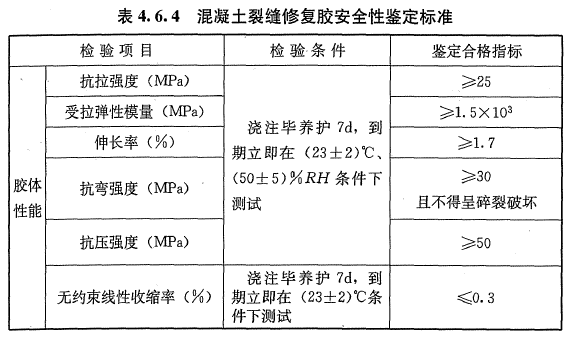 表 4.6.4 混凝土裂缝修复胶安全性鉴定标准
检验项目 检验条件 鉴定合格指标
胶体
性能
抗拉强度（MPa）
浇注毕养护 7d，到
期立即在（23±2）℃、
（50±5）%RH 条件下
测试
≥25
受拉弹性模量（MPa） ≥1.5×10³
伸长率（%） ≥1.7
抗弯强度（MPa）
≥30
且不得呈碎裂破坏
抗压强度（MPa） ≥50
无约束线性收缩率（%）
浇注毕养护 7d，到
期立即在（23±2）℃条
件下测试
≤0.3